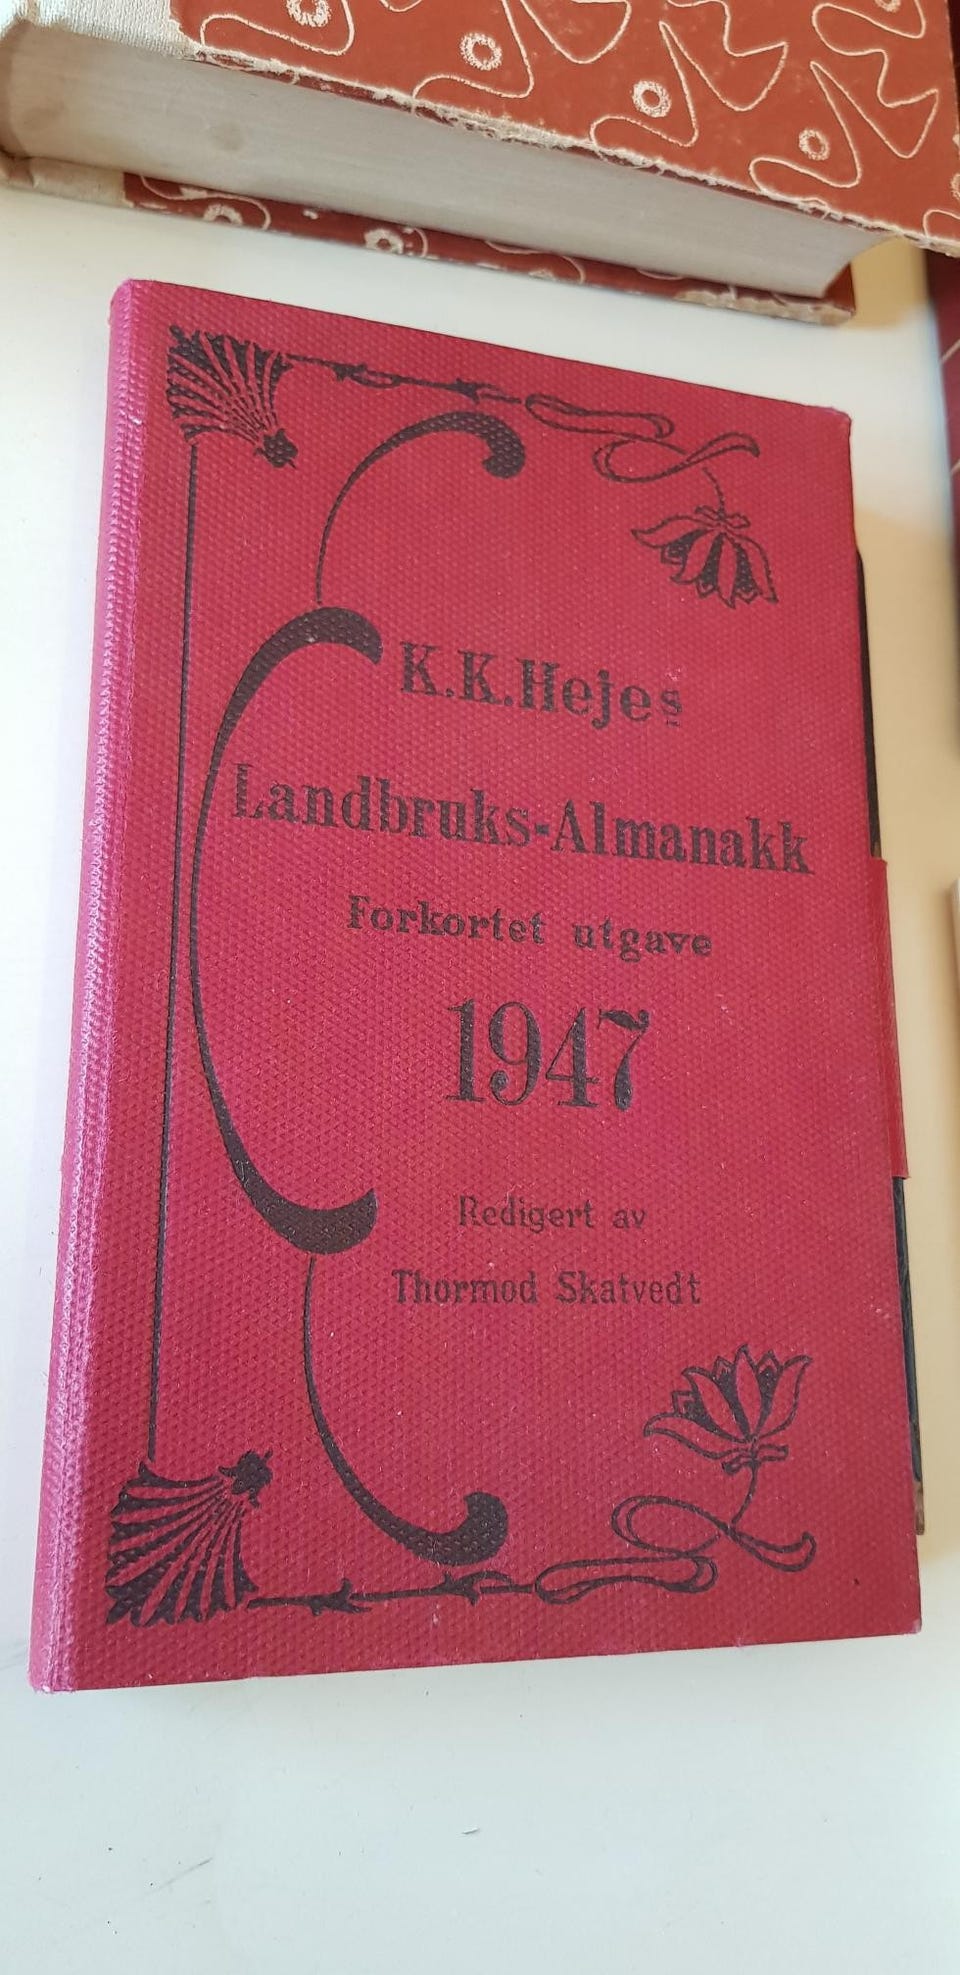 K.K.Hejes
Landbruks-Almanakk
Forkortet utgave
1947
Redigert av
Thormod Skatvedt